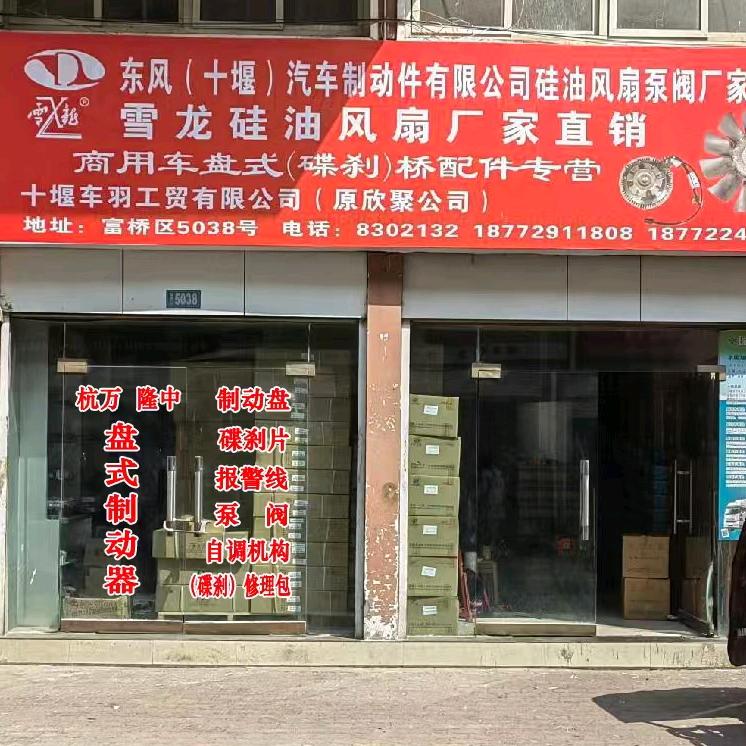 东风（十堰）汽车制动件有限公司硅油风扇泵阀厂家
雪龙硅油风扇厂家直销
商用车盘式(碟刹)桥配件专营
十堰车羽工贸有限公司（原欣聚公司）
地址：富桥区5038号 电话：8302132 18772911808 1877224
5038
杭万 隆中
盘式制动器
制动盘
碟刹片
报警线
泵 阀
自调机构
(碟刹)修理包